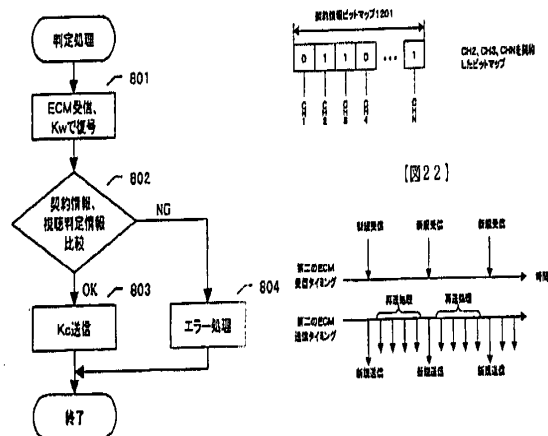 判定処理
801
ECM受信、
Kwで復号
802
契約情報、
視聴判定情報
比較
NG
OK
803
804
Kc送信
エラー処理
終了
契約情報ビットマップ1201
0 1 1 0 ・・・ 1
CH1 CH2 CH3 CH4 CHN
CH2、CH3、CHNを契約
したビットマップ
[図22]
新規受信 新規受信 新規受信
第二のECM
受信タイミング
時間
再送処理 再送処理
第二のECM
送信タイミング
新規送信 新規送信 新規送信